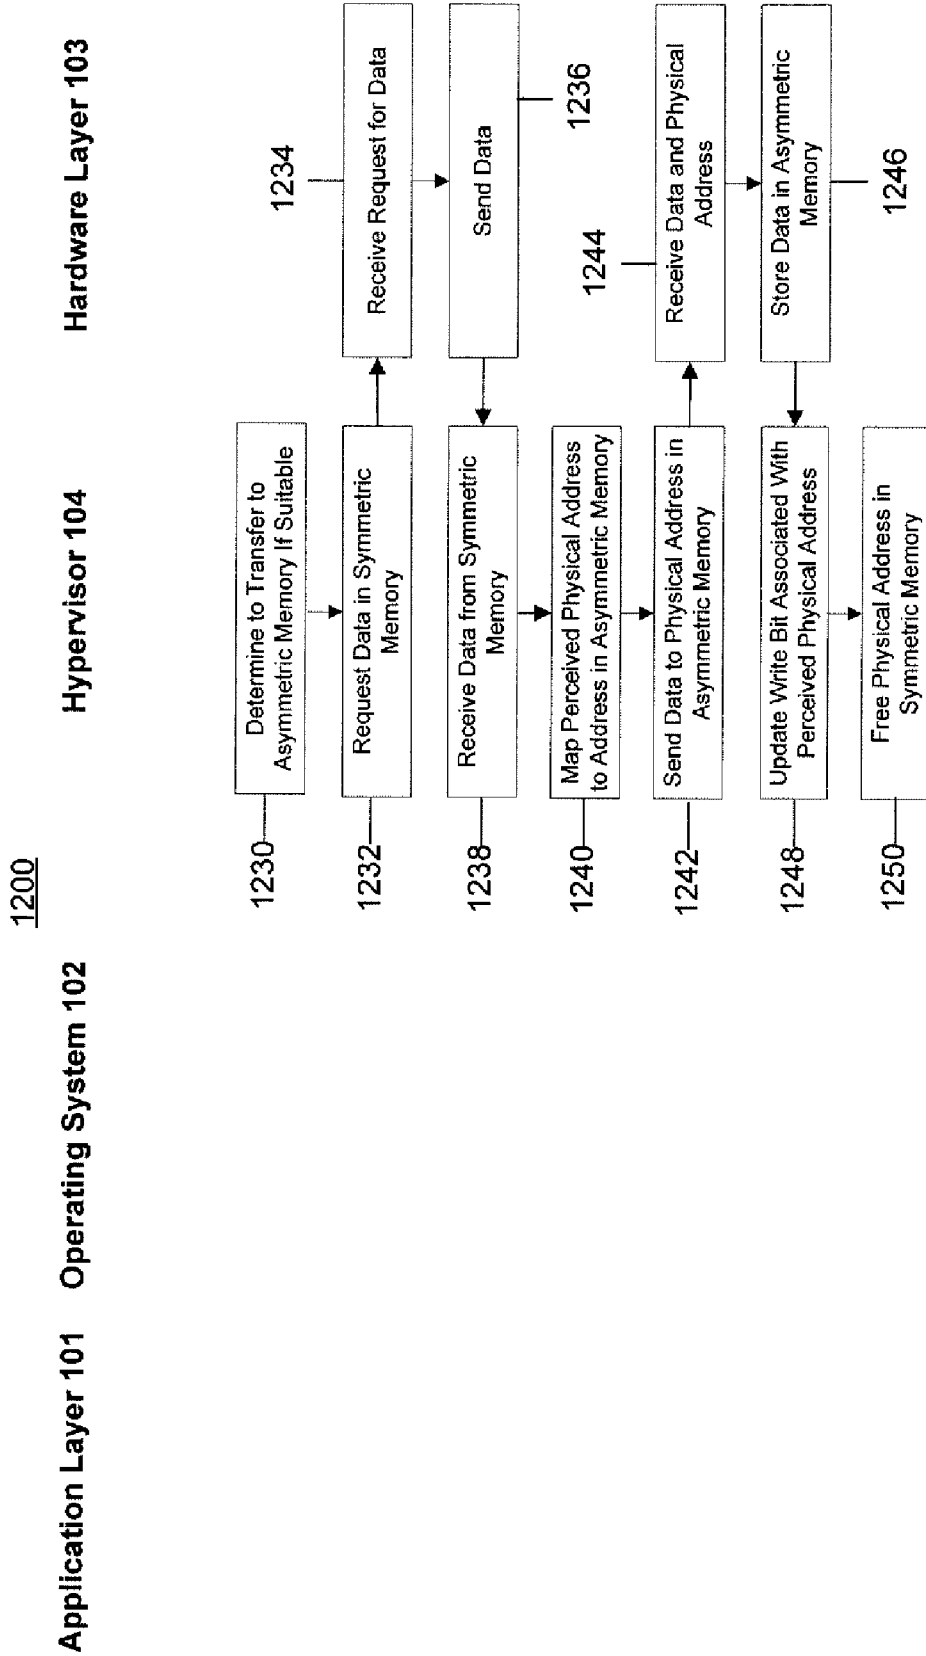 1200
Application Layer 101
Operating System 102
Hypervisor 104
Hardware Layer 103
1230
Determine to Transfer to
Asymmetric Memory If Suitable
1232
Request Data in Symmetric
Memory
1234
Receive Request for Data
1236
Send Data
1238
Receive Data from Symmetric
Memory
1240
Map Perceived Physical Address
to Address in Asymetric Memory
1242
Send Data to Physical Address in
Asymmetric Memory
1244
Receive Data and Physical
Address
1246
Store Data in Asymmetric
Memory
1248
Update Write Bit Associated With
Perceived Physical Address
1250
Free Physical Address in
Symmetric Memory